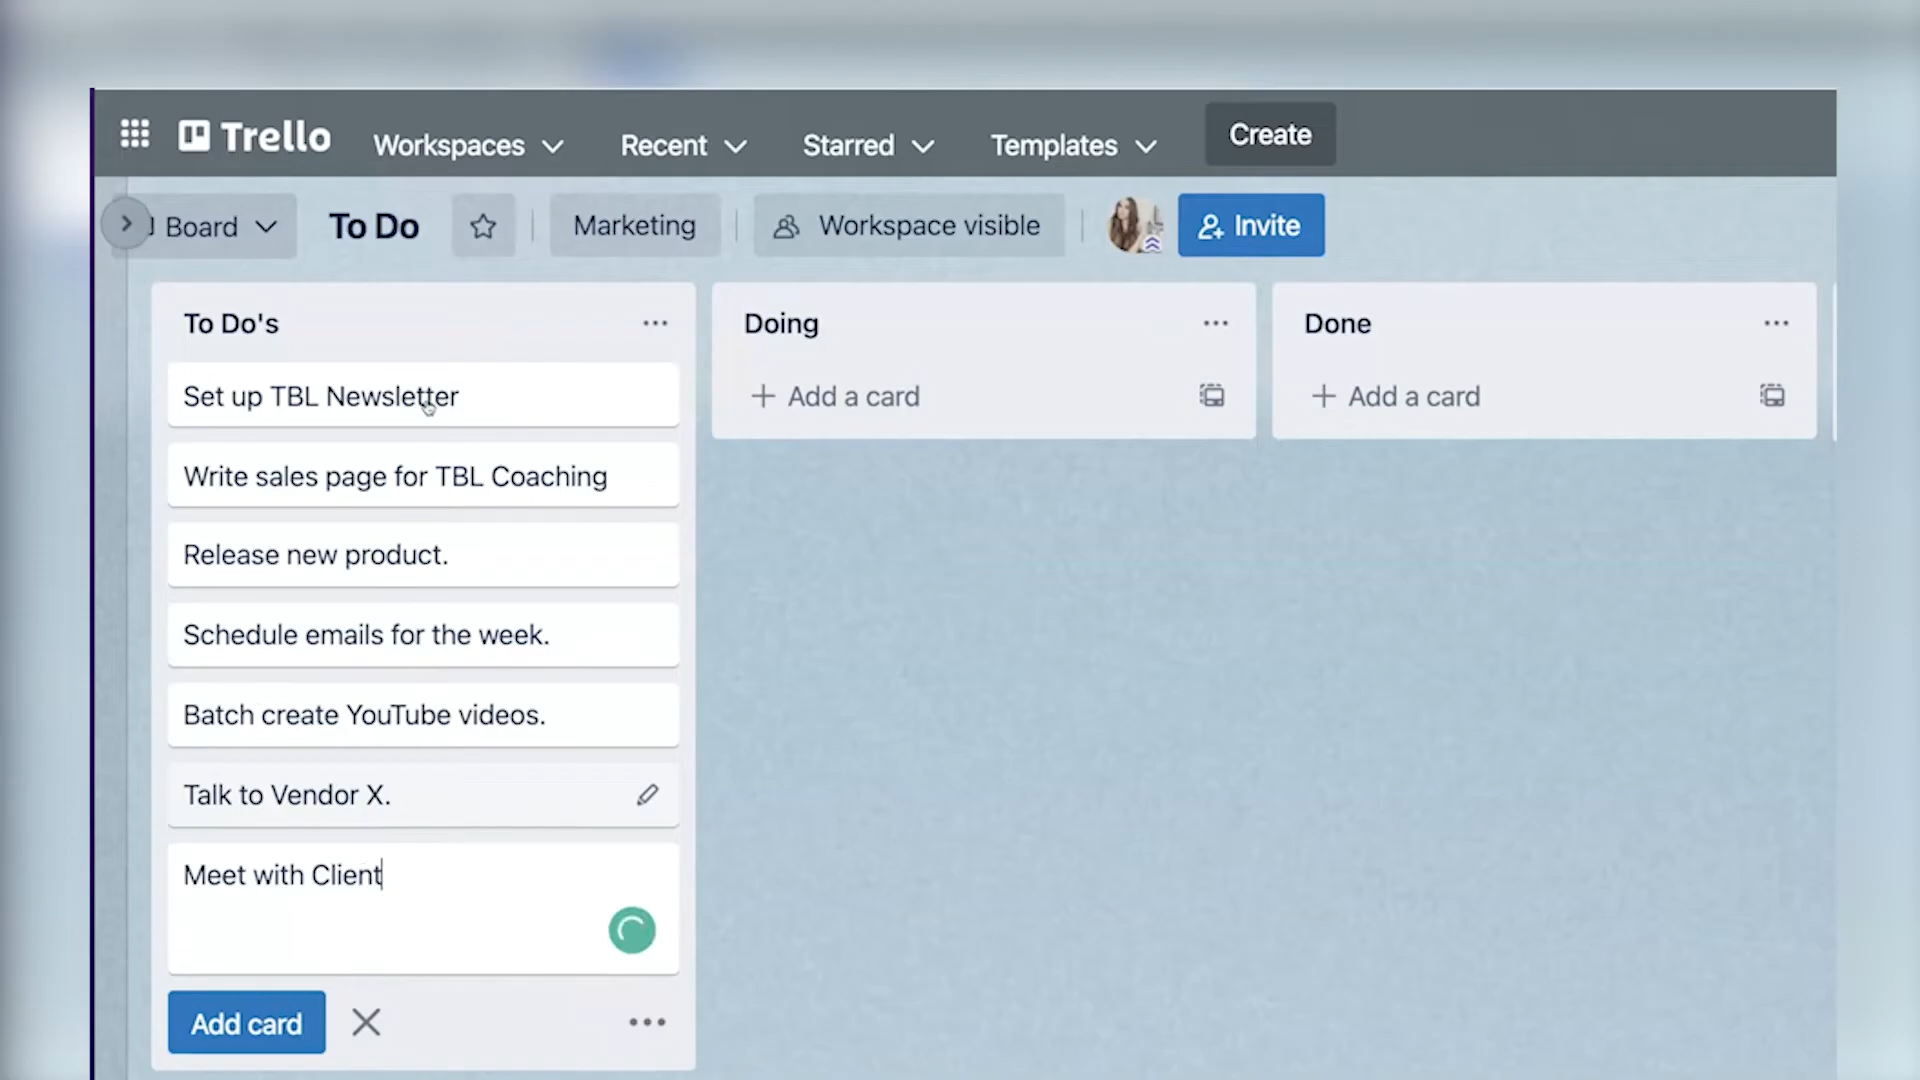 Trello Workspaces Recent Starred Templates Create
Board To Do Marketing Workspace visible Invite
To Do's
Set up TBL Newsletter
Write sales page for TBL Coaching
Release new product.
Schedule emails for the week.
Batch create YouTube videos.
Talk to Vendor X.
Meet with Client
Add card
Doing
Add a card
Done
Add a card